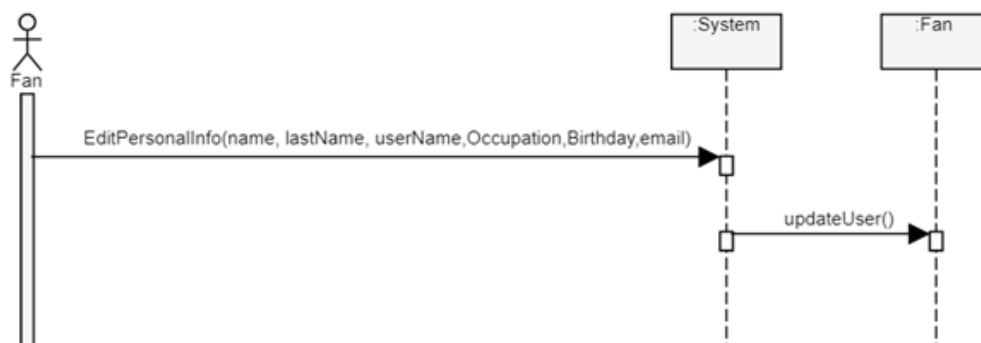 :System
:Fan
Fan
EditPersonalInfo(name, lastName, userName,Occupation,Birthday,email)
updateUser()